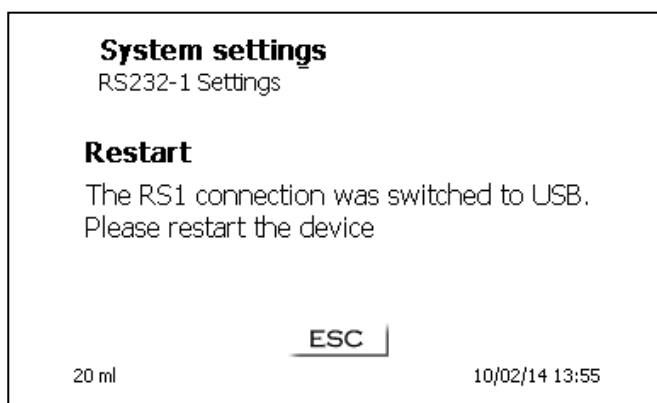 System settings
RS232-1 Settings
Restart
The RS1 connection was switched to USB.
Please restart the device
ESC
20 ml 10/02/14 13:55